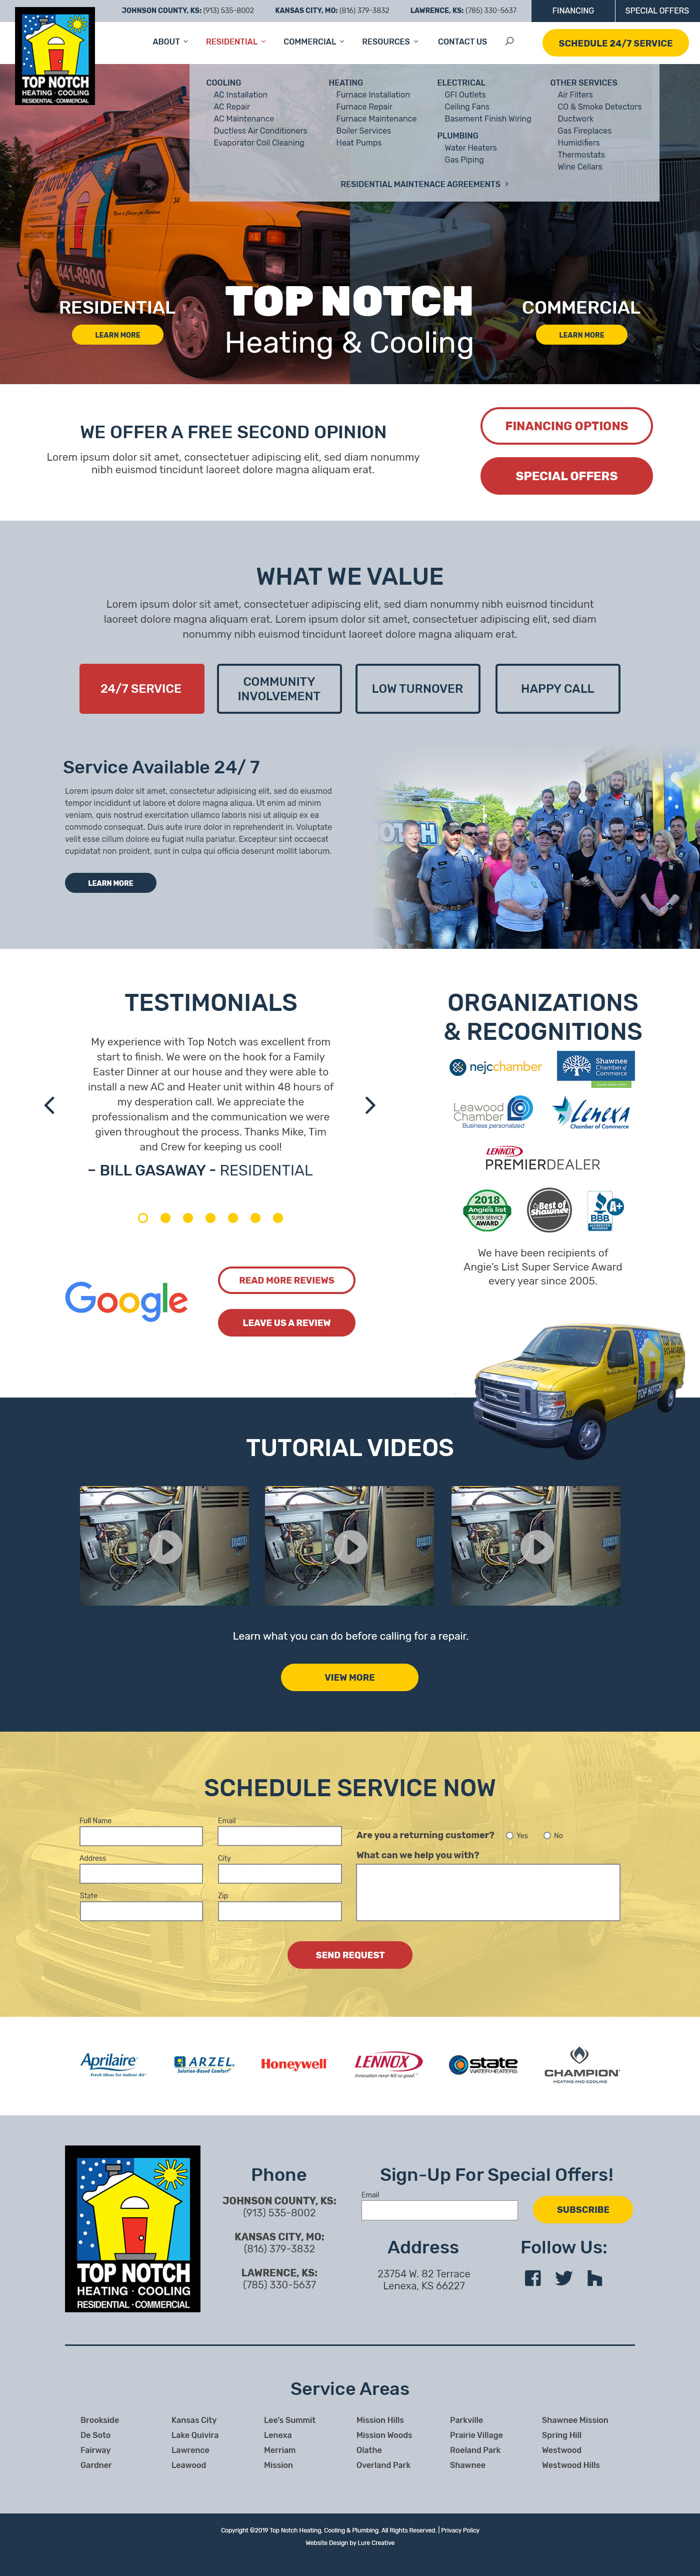 JOHNSON COUNTY, KS: (913) 535-8002
KANSAS CITY, MO: (816) 379-3832
LAWRENCE, KS: (785) 330-5637
FINANCING
SPECIAL OFFERS
TOP NOTCH
HEATING · COOLING
RESIDENTIAL · COMMERCIAL
ABOUT
RESIDENTIAL
COMMERCIAL
RESOURCES
CONTACT US
SCHEDULE 24/7 SERVICE
COOLING
AC Installation
AC Repair
AC Maintenance
Ductless Air Conditioners
Evaporator Coil Cleaning
HEATING
Furnace Installation
Furnace Repair
Furnace Maintenance
Boiler Services
Heat Pumps
ELECTRICAL
GFI Outlets
Ceiling Fans
Basement Finish Wiring
PLUMBING
Water Heaters
Gas Piping
OTHER SERVICES
Air Filters
CO & Smoke Detectors
Ductwork
Gas Fireplaces
Humidifiers
Thermostats
Wine Cellars
RESIDENTIAL MAINTENACE AGREEMENTS >
34
441-8900
RESIDENTIAL
LEARN MORE
TOP NOTCH
Heating & Cooling
COMMERCIAL
LEARN MORE
WE OFFER A FREE SECOND OPINION
Lorem ipsum dolor sit amet, consectetuer adipiscing elit, sed diam nonummy
nibh euismod tincidunt laoreet dolore magna aliquam erat.
FINANCING OPTIONS
SPECIAL OFFERS
WHAT WE VALUE
Lorem ipsum dolor sit amet, consectetuer adipiscing elit, sed diam nonummy nibh euismod tincidunt
laoreet dolore magna aliquam erat. Lorem ipsum dolor sit amet, consectetuer adipiscing elit, sed diam
nonummy nibh euismod tincidunt laoreet dolore magna aliquam erat.
24/7 SERVICE
COMMUNITY
INVOLVEMENT
LOW TURNOVER
HAPPY CALL
Service Available 24/ 7
Lorem ipsum dolor sit amet, consectetur adipisicing elit, sed do eiusmod
tempor incididunt ut labore et dolore magna aliqua. Ut enim ad minim
veniam, quis nostrud exercitation ullamco laboris nisi ut aliquip ex ea
commodo consequat. Duis aute irure dolor in reprehenderit in. Voluptate
velit esse cillum dolore eu fugiat nulla pariatur. Excepteur sint occaecat
cupidatat non proident, sunt in culpa qui officia deserunt mollit laborum.
LEARN MORE
TESTIMONIALS
My experience with Top Notch was excellent from
start to finish. We were on the hook for a Family
Easter Dinner at our house and they were able to
install a new AC and Heater unit within 48 hours of
my desperation call. We appreciate the
professionalism and the communication we were
given throughout the process. Thanks Mike, Tim
and Crew for keeping us cool!
– BILL GASAWAY - RESIDENTIAL
Google
READ MORE REVIEWS
LEAVE US A REVIEW
ORGANIZATIONS
& RECOGNITIONS
nejcchamber
Shawnee
Chamber of
Commerce
Leawood
Chamber
Business personalized
Lenexa
Chamber of Commerce
LENNOX
PREMIERDEALER
2018
Angie's list
SUPER SERVICE
AWARD
Best of
Shawnee
BBB
A+
ACCREDITED
BUSINESS
We have been recipients of
Angie's List Super Service Award
every year since 2005.
TOP NOTCH
TUTORIAL VIDEOS
Learn what you can do before calling for a repair.
VIEW MORE
SCHEDULE SERVICE NOW
Full Name
Email
Address
City
State
Zip
Are you a returning customer?
Yes
No
What can we help you with?
SEND REQUEST
Aprilaire
Fresh Ideas For Indoor Air
ARZEL
Solution-Based Comfort
Honeywell
LENNOX
Innovation never felt so good.
state
WATER HEATERS
CHAMPION
HEATING AND COOLING
TOP NOTCH
HEATING · COOLING
RESIDENTIAL · COMMERCIAL
Phone
JOHNSON COUNTY, KS:
(913) 535-8002
KANSAS CITY, MO:
(816) 379-3832
LAWRENCE, KS:
(785) 330-5637
Sign-Up For Special Offers!
Email
SUBSCRIBE
Address
23754 W. 82 Terrace
Lenexa, KS 66227
Follow Us:
Service Areas
Brookside
De Soto
Fairway
Gardner
Kansas City
Lake Quivira
Lawrence
Leawood
Lee's Summit
Lenexa
Merriam
Mission
Mission Hills
Mission Woods
Olathe
Overland Park
Parkville
Prairie Village
Roeland Park
Shawnee
Shawnee Mission
Spring Hill
Westwood
Westwood Hills
Copyright ©2019 Top Notch Heating, Cooling & Plumbing. All Rights Reserved. | Privacy Policy
Website Design by Lure Creative